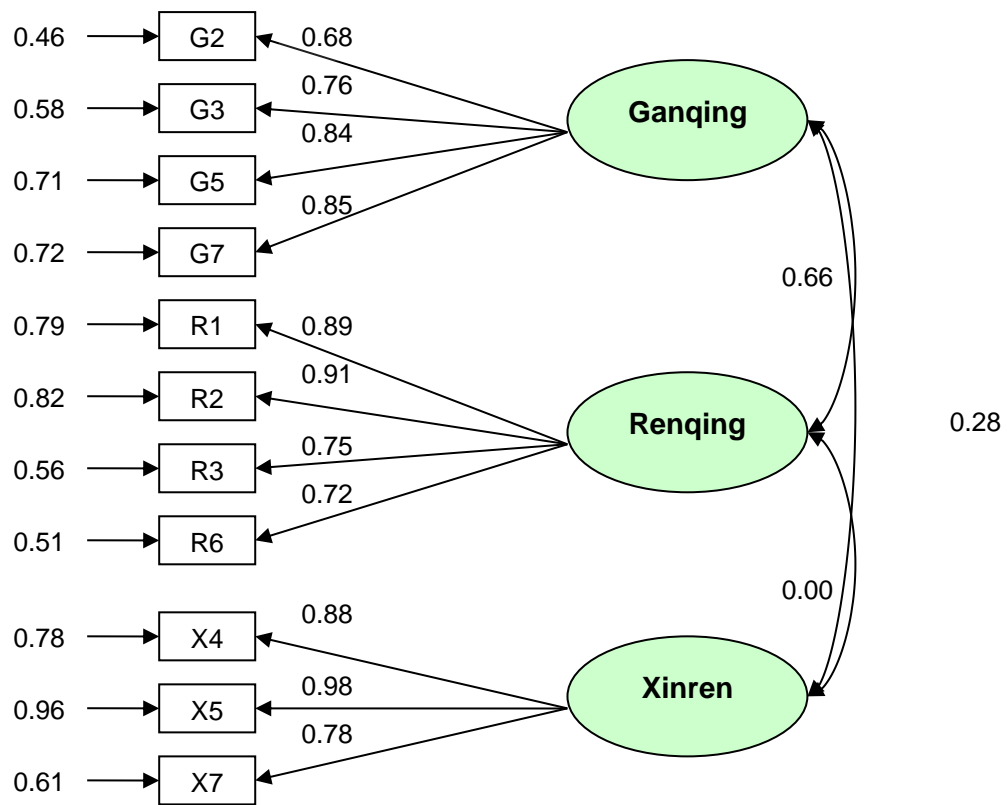 0.46 G2 0.68
0.76
Ganqing
0.58 G3
0.84
0.71 G5
0.85
0.72 G7
0.66
0.79 R1 0.89
0.91
0.82 R2
Renqing
0.28
0.75
0.56 R3
0.72
0.51 R6
0.00
0.88
0.78 X4
Xinren
0.98
0.96 X5
0.78
0.61 X7